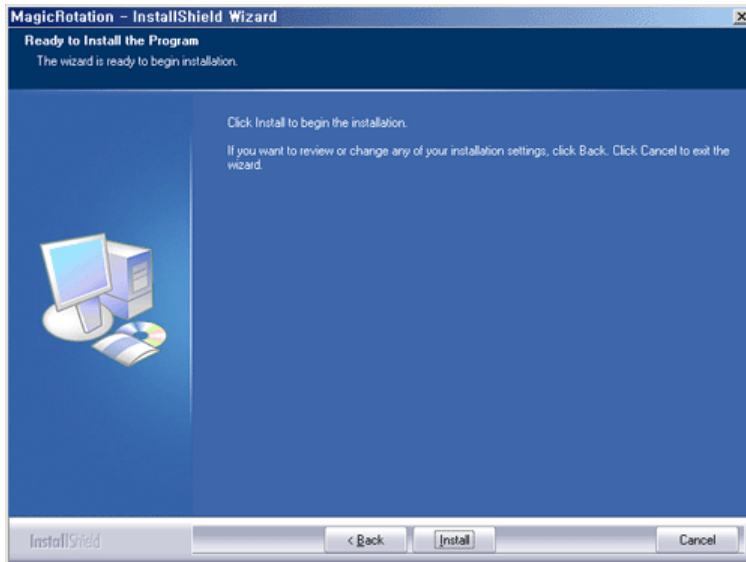 MagicRotation - InstallShield Wizard
Ready to Install the Program
The wizard is ready to begin installation.
Click Install to begin the installation.
If you want to review or change any of your installation settings, click Back. Click Cancel to exit the
wizard.
InstallShield
< Back
Install
Cancel